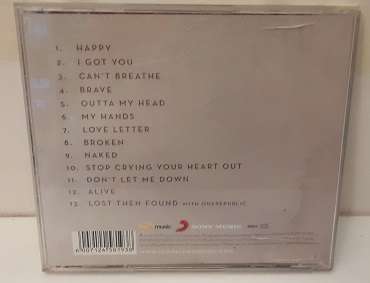 1. HAPPY
2. I GOT YOU
3. CAN'T BREATHE
4. BRAVE
5. OUTTA MY HEAD
6. MY HANDS
7. LOVE LETTER
8. BROKEN
9. NAKED
10. STOP CRYING YOUR HEART OUT
11. DON'T LET ME DOWN
12. ALIVE
13. LOST THEN FOUND WITH ONEREPUBLIC
music SONY MUSIC